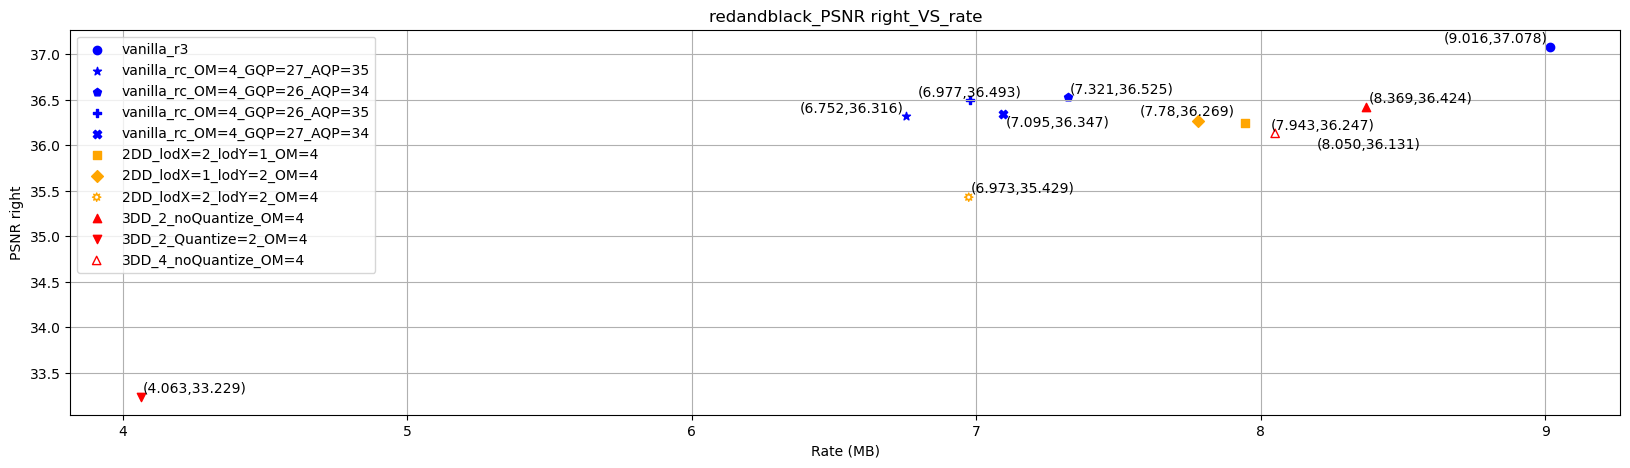 redandblack_PSNR right_VS_rate
PSNR right
37.0
36.5
36.0
35.5
35.0
34.5
34.0
33.5
vanilla_r3
vanilla_rc_OM=4_GQP=27_AQP=35
vanilla_rc_OM=4_GQP=26_AQP=34
vanilla_rc_OM=4_GQP=26_AQP=35
vanilla_rc_OM=4_GQP=27_AQP=34
2DD_lodX=2_lodY=1_OM=4
2DD_lodX=1_lodY=2_OM=4
2DD_lodX=2_lodY=2_OM=4
3DD_2_noQuantize_OM=4
3DD_2_Quantize=2_OM=4
3DD_4_noQuantize_OM=4
(9.016,37.078)
(6.977,36.493)
(7.321,36.525)
(8.369,36.424)
(6.752,36.316)
(7.78,36.269)
(7.095,36.347)
(7.943,36.247)
(8.050,36.131)
(6.973,35.429)
(4.063,33.229)
4
5
6
7
8
9
Rate (MB)